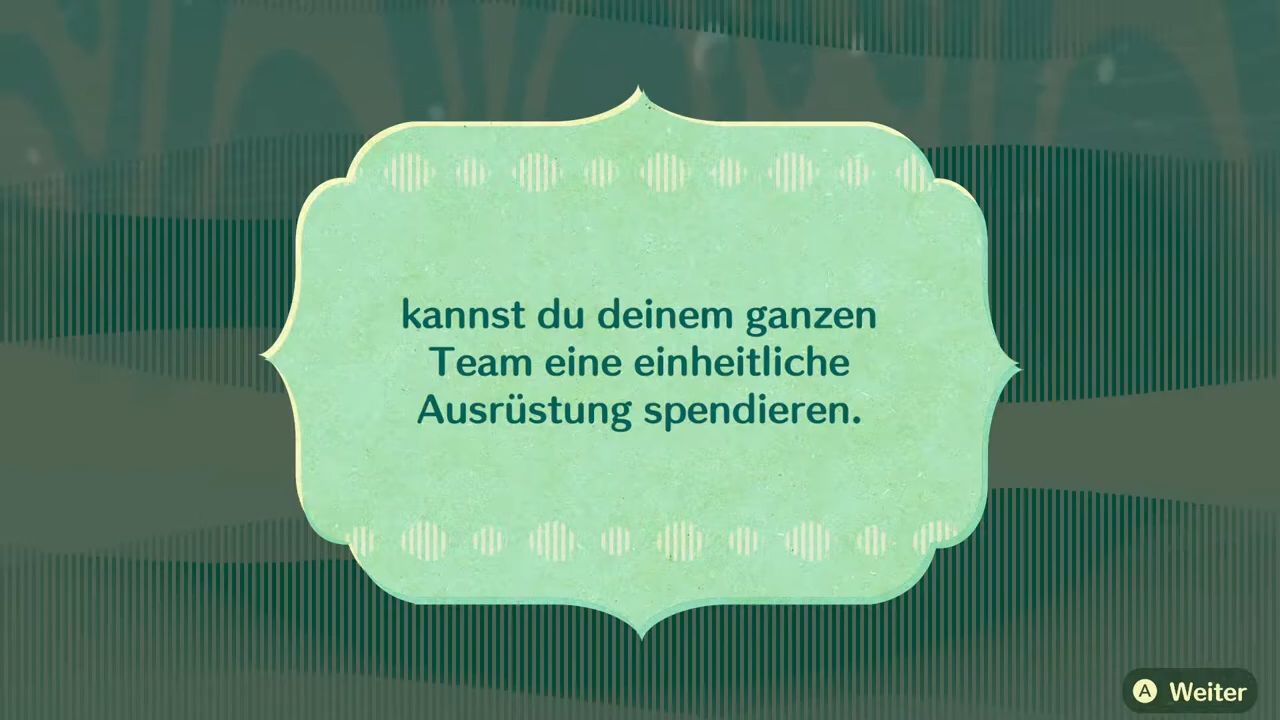 kannst du deinem ganzen
Team eine einheitliche
Ausrüstung spendieren.
A Weiter